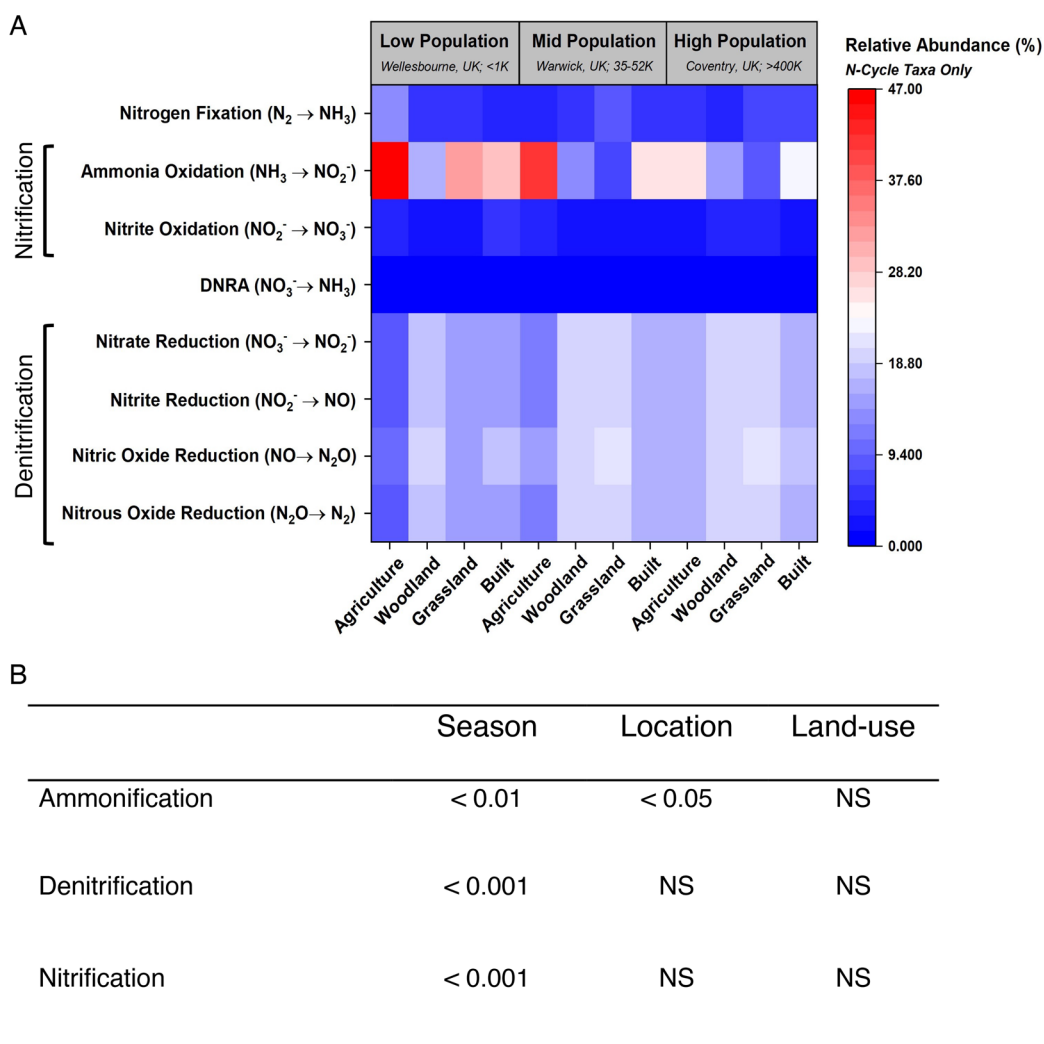 A
Low Population
Wellesbourne, UK; <1K
Mid Population
Warwick, UK; 35-52K
High Population
Coventry, UK; >400K
Relative Abundance (%)
N-Cycle Taxa Only
47.00
37.60
28.20
18.80
9.400
0.000
Nitrification
Denitrification
Nitrogen Fixation (N₂ → NH₃)
Ammonia Oxidation (NH₃ → NO₂⁻)
Nitrite Oxidation (NO₂⁻ → NO₃⁻)
DNRA (NO₃⁻→ NH₃)
Nitrate Reduction (NO₃⁻ → NO₂⁻)
Nitrite Reduction (NO₂⁻ → NO)
Nitric Oxide Reduction (NO→ N₂O)
Nitrous Oxide Reduction (N₂O→ N₂)
Agriculture
Woodland
Grassland
Built
Agriculture
Woodland
Grassland
Built
Agriculture
Woodland
Grassland
Built
B
Season Location Land-use
Ammonification < 0.01 < 0.05 NS
Denitrification < 0.001 NS NS
Nitrification < 0.001 NS NS